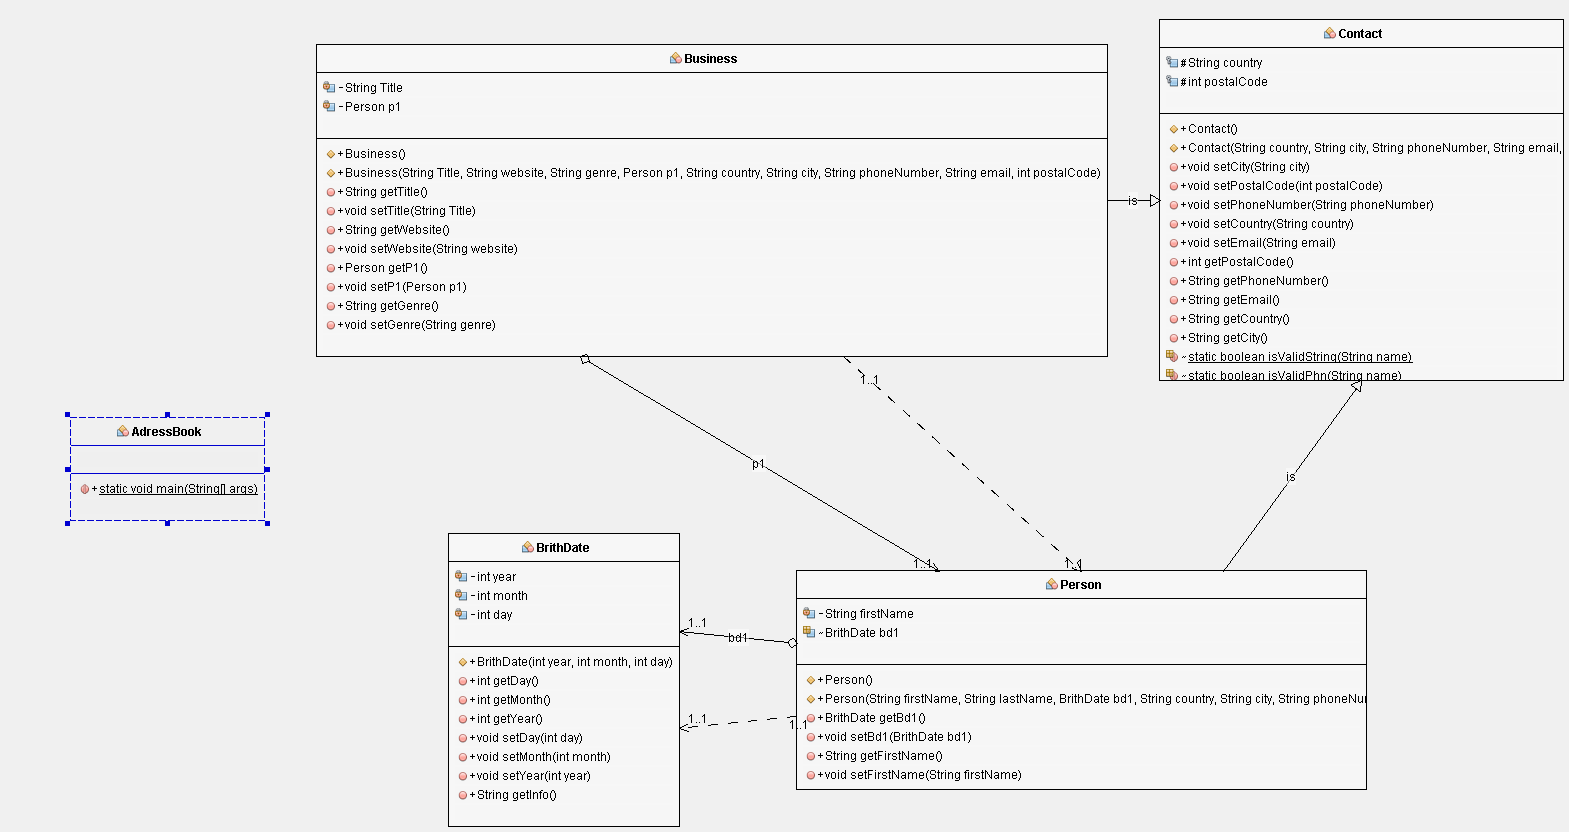 Business
- String Title
- Person p1
+ Business()
+ Business(String Title, String website, String genre, Person p1, String country, String city, String phoneNumber, String email, int postalCode)
+ String getTitle()
+ void setTitle(String Title)
+ String getWebsite()
+ void setWebsite(String website)
+ Person getP1()
+ void setP1(Person p1)
+ String getGenre()
+ void setGenre(String genre)
Contact
# String country
# int postalCode
+ Contact()
+ Contact(String country, String city, String phoneNumber, String email,
+ void setCity(String city)
+ void setPostalCode(int postalCode)
+ void setPhoneNumber(String phoneNumber)
+ void setCountry(String country)
+ void setEmail(String email)
+ int getPostalCode()
+ String getPhoneNumber()
+ String getEmail()
+ String getCountry()
+ String getCity()
~ static boolean isValidString(String name)
~ static boolean isValidPhn(String name)
is
1..1
p1
is
1..1
1..1
AdressBook
+ static void main(String[] args)
BrithDate
- int year
- int month
- int day
+ BrithDate(int year, int month, int day)
+ int getDay()
+ int getMonth()
+ int getYear()
+ void setDay(int day)
+ void setMonth(int month)
+ void setYear(int year)
+ String getInfo()
1..1
bd1
1..1
1..1
Person
- String firstName
~ BrithDate bd1
+ Person()
+ Person(String firstName, String lastName, BrithDate bd1, String country, String city, String phoneNu
+ BrithDate getBd1()
+ void setBd1(BrithDate bd1)
+ String getFirstName()
+ void setFirstName(String firstName)